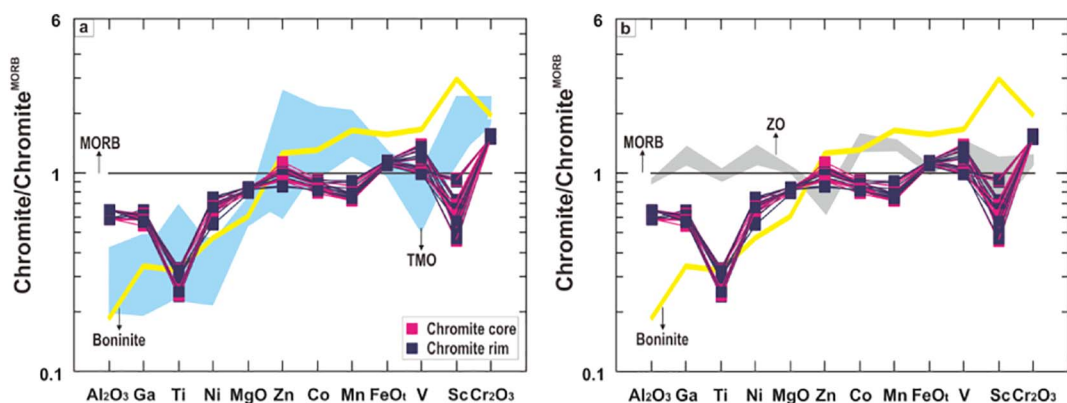 a
6
1
0.1
Chromite/Chromite^MORB
MORB
Boninite
TMO
Chromite core
Chromite rim
Al₂O₃ Ga Ti Ni MgO Zn Co Mn FeOt V Sc Cr₂O₃
b
6
1
0.1
Chromite/Chromite^MORB
MORB
ZO
Boninite
Al₂O₃ Ga Ti Ni MgO Zn Co Mn FeOt V Sc Cr₂O₃